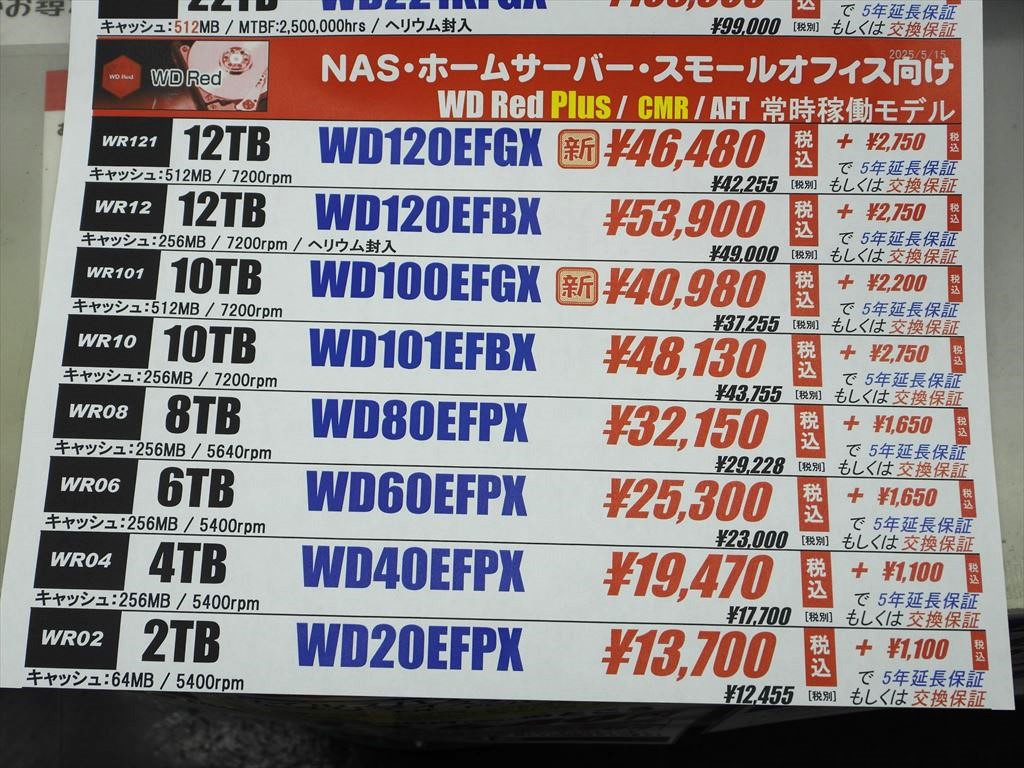 キャッシュ:512MB / MTBF:2,500,000hrs / ヘリウム封入 ¥99,000 [税別] で 5年延長保証 もしくは 交換保証
2025/5/15
WD Red WD Red NAS・ホームサーバー・スモールオフィス向け
WD Red Plus / CMR / AFT 常時稼働モデル
WR121 12TB WD120EFGX 新 ¥46,480 税込 + ¥2,750 税込
キャッシュ:512MB / 7200rpm ¥42,255 [税別] で 5年延長保証 もしくは 交換保証
WR12 12TB WD120EFBX ¥53,900 税込 + ¥2,750 税込
キャッシュ:256MB / 7200rpm / ヘリウム封入 ¥49,000 [税別] で 5年延長保証 もしくは 交換保証
WR101 10TB WD100EFGX 新 ¥40,980 税込 + ¥2,200 税込
キャッシュ:512MB / 7200rpm ¥37,255 [税別] で 5年延長保証 もしくは 交換保証
WR10 10TB WD101EFBX ¥48,130 税込 + ¥2,750 税込
キャッシュ:256MB / 7200rpm ¥43,755 [税別] で 5年延長保証 もしくは 交換保証
WR08 8TB WD80EFPX ¥32,150 税込 + ¥1,650 税込
キャッシュ:256MB / 5640rpm ¥29,228 [税別] で 5年延長保証 もしくは 交換保証
WR06 6TB WD60EFPX ¥25,300 税込 + ¥1,650 税込
キャッシュ:256MB / 5400rpm ¥23,000 [税別] で 5年延長保証 もしくは 交換保証
WR04 4TB WD40EFPX ¥19,470 税込 + ¥1,100 税込
キャッシュ:256MB / 5400rpm ¥17,700 [税別] で 5年延長保証 もしくは 交換保証
WR02 2TB WD20EFPX ¥13,700 税込 + ¥1,100 税込
キャッシュ:64MB / 5400rpm ¥12,455 [税別] で 5年延長保証 もしくは 交換保証